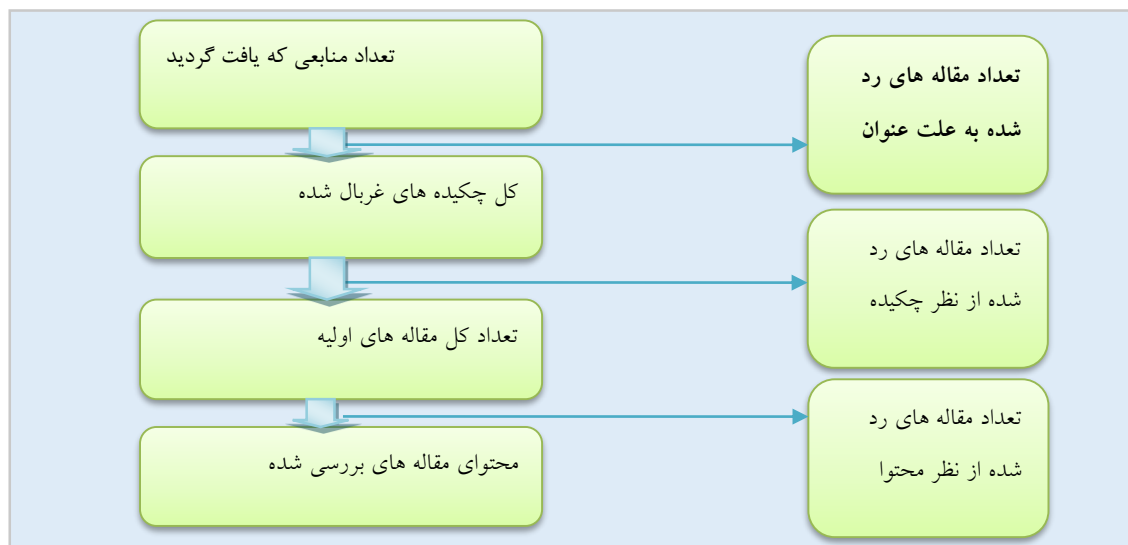 تعداد منابعی که یافت گردید
تعداد مقاله های رد
شده به علت عنوان
کل چکیده های غربال شده
تعداد مقاله های رد
شده از نظر چکیده
تعداد کل مقاله های اولیه
تعداد مقاله های رد
شده از نظر محتوا
محتوای مقاله های بررسی شده